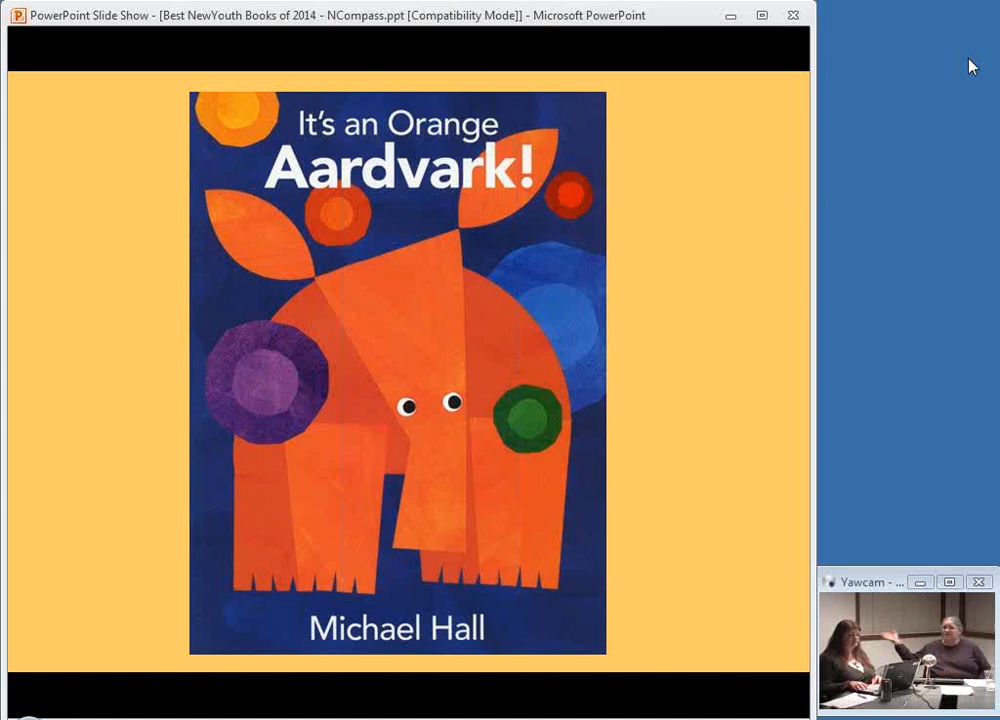 PowerPoint Slide Show - [Best NewYouth Books of 2014 - NCompass.ppt [Compatibility Mode]] - Microsoft PowerPoint
It's an Orange
Aardvark!
Michael Hall
Yawcam - ...